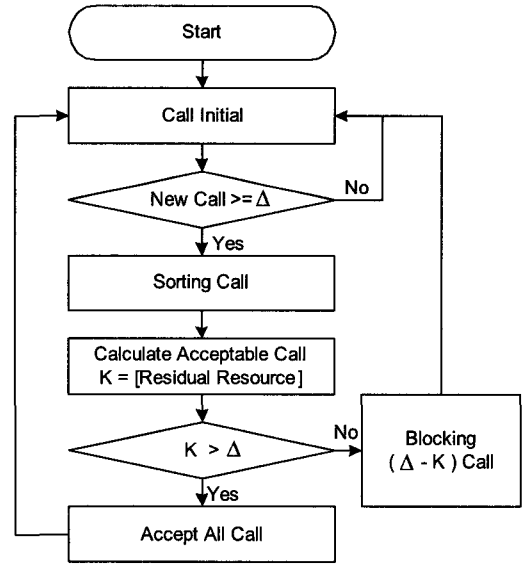 Start
Call Initial
New Call >= Δ
No
Yes
Sorting Call
Calculate Acceptable Call
K = [Residual Resource]
K > Δ
No
Blocking
( Δ - K ) Call
Yes
Accept All Call